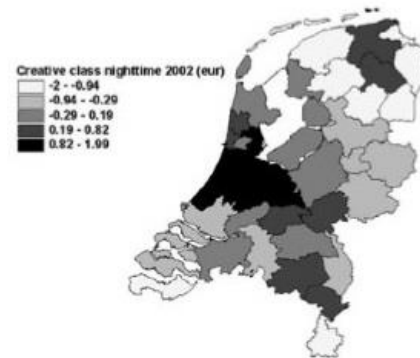 Creative class nighttime 2002 (eur)
-2 - -0.94
-0.94 - -0.29
-0.29 - 0.19
0.19 - 0.82
0.82 - 1.99